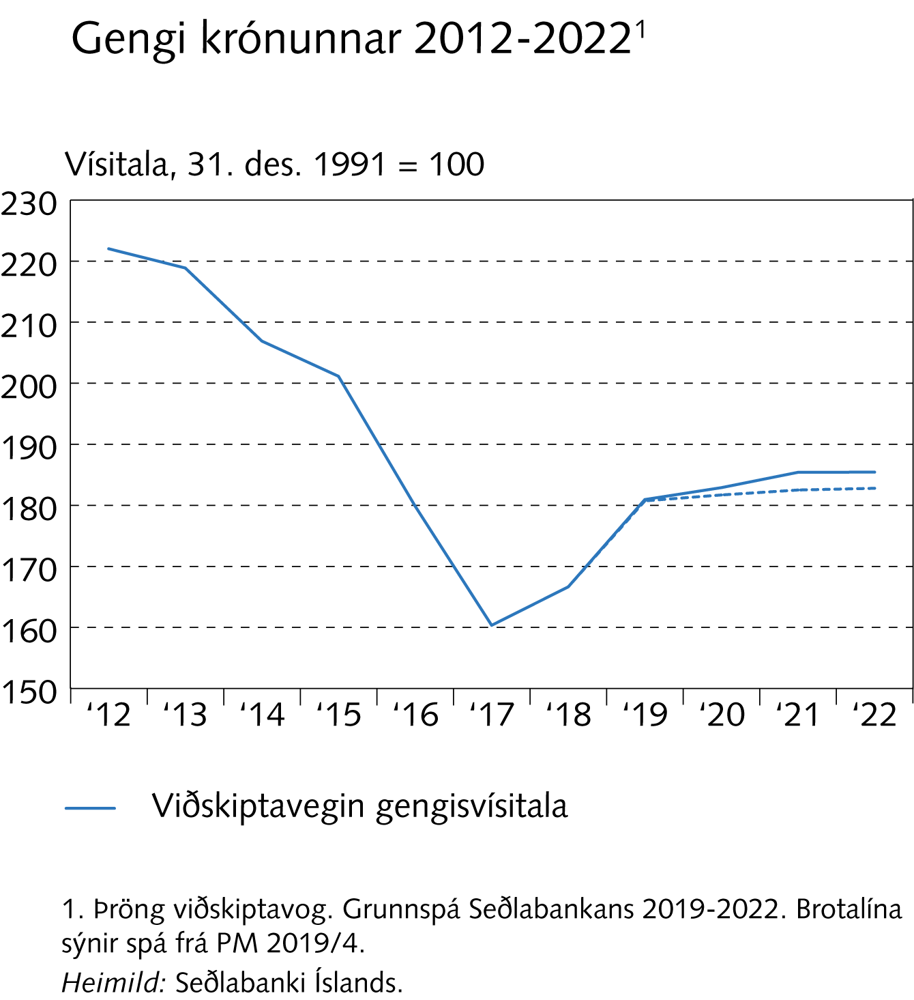 Gengi krónunnar 2012-2022¹
Vísitala, 31. des. 1991 = 100
230
220
210
200
190
180
170
160
150
‘12 ‘13 ‘14 ‘15 ‘16 ‘17 ‘18 ‘19 ‘20 ‘21 ‘22
Viðskiptavegin gengisvísitala
1. Þröng viðskiptavog. Grunnspá Seðlabankans 2019-2022. Brotalína
sýnir spá frá PM 2019/4.
Heimild: Seðlabanki Íslands.